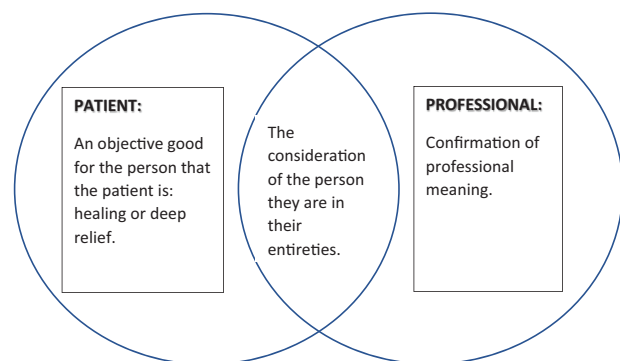 PATIENT:
An objective good
for the person that
the patient is:
healing or deep
relief.
The
consideration
of the person
they are in
their
entireties.
PROFESSIONAL:
Confirmation of
professional
meaning.